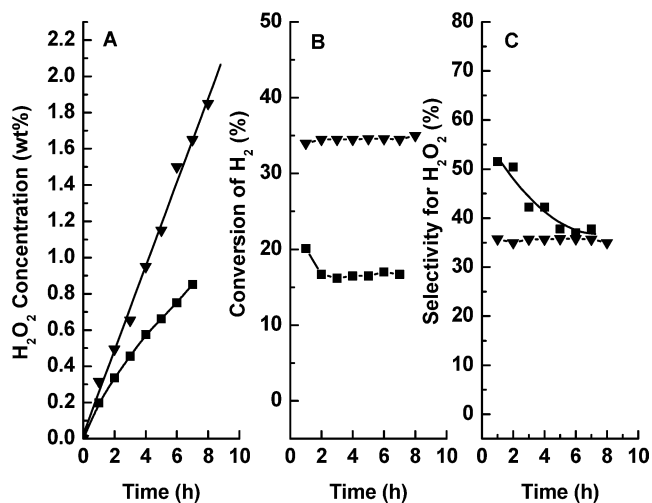 A
B
C
H2O2 Concentration (wt%)
2.2
2.0
1.8
1.6
1.4
1.2
1.0
0.8
0.6
0.4
0.2
0.0
0 2 4 6 8 10
Time (h)
Conversion of H2 (%)
50
40
30
20
10
0
0 2 4 6 8 10
Time (h)
Selectivity for H2O2 (%)
80
70
60
50
40
30
20
10
0
0 2 4 6 8 10
Time (h)